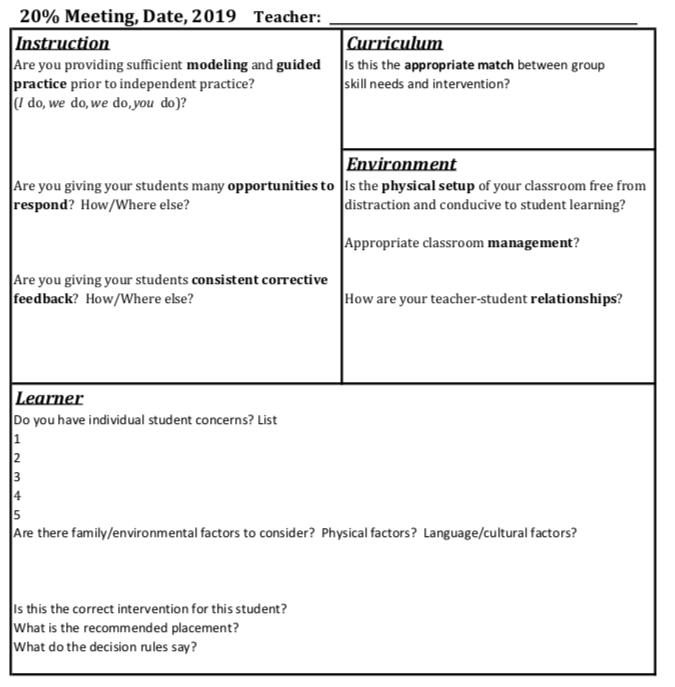 20% Meeting, Date, 2019 Teacher:
Instruction
Are you providing sufficient modeling and guided
practice prior to independent practice?
(I do, we do, we do,you do)?
Are you giving your students many opportunities to
respond? How/Where else?
Are you giving your students consistent corrective
feedback? How/Where else?
Curriculum
Is this the appropriate match between group
skill needs and intervention?
Environment
Is the physical setup of your classroom free from
distraction and conducive to student learning?
Appropriate classroom management?
How are your teacher-student relationships?
Learner
Do you have individual student concerns? List
1
2
3
4
5
Are there family/environmental factors to consider? Physical factors? Language/cultural factors?
Is this the correct intervention for this student?
What is the recommended placement?
What do the decision rules say?